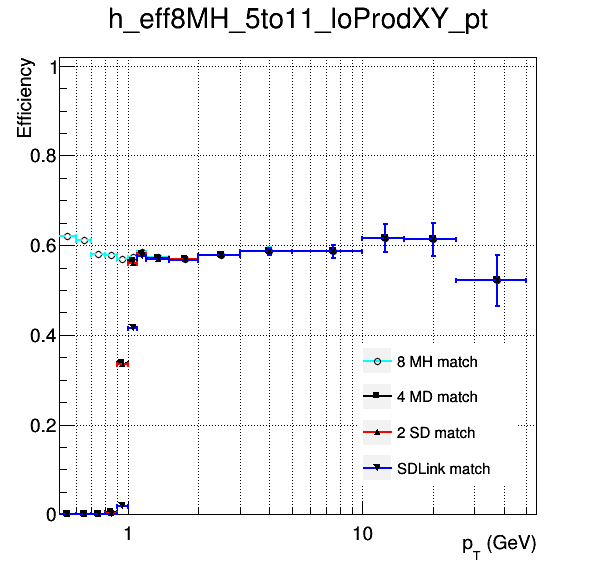 h_eff8MH_5to11_loProdXY_pt
Efficiency
1
0.8
0.6
0.4
0.2
0
8 MH match
4 MD match
2 SD match
SDLink match
1
10
p_T (GeV)